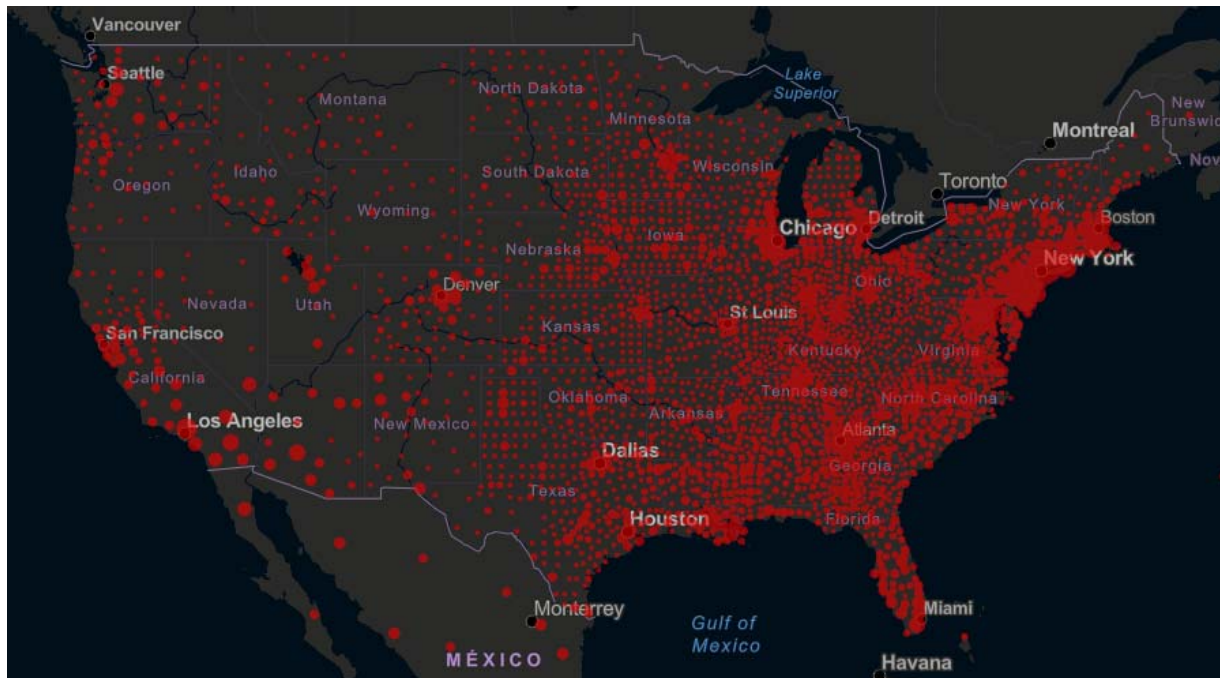 Vancouver
Seattle
Montana
North Dakota
Lake
Superior
Minnesota
New
Brunswic
Montreal
Nov
Oregon
Idaho
South Dakota
Wisconsin
Toronto
Wyoming
New York
Detroit
Boston
Chicago
Iowa
Nebraska
New York
Ohio
Denver
Nevada
Utah
St Louis
San Francisco
Kansas
Kentucky
Virginia
California
Tennessee
Oklahoma
North Carolina
Arkansas
Los Angeles
New Mexico
Atlanta
Dallas
Georgia
Texas
Houston
Florida
Monterrey
Miami
Gulf of
Mexico
MÉXICO
Havana